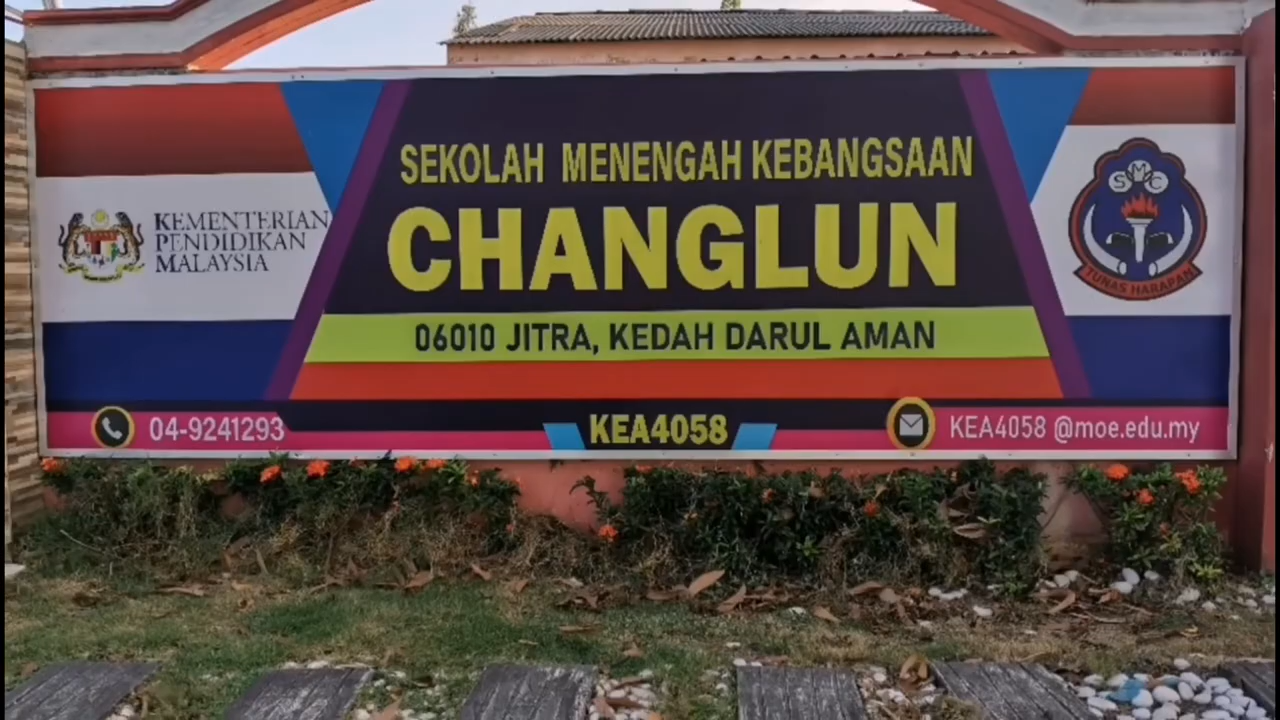 SEKOLAH MENENGAH KEBANGSAAN
CHANGLUN
06010 JITRA, KEDAH DARUL AMAN
KEMENTERIAN
PENDIDIKAN
MALAYSIA
SMC
TUNAS HARAPAN
04-9241293
KEA4058
KEA4058 @moe.edu.my